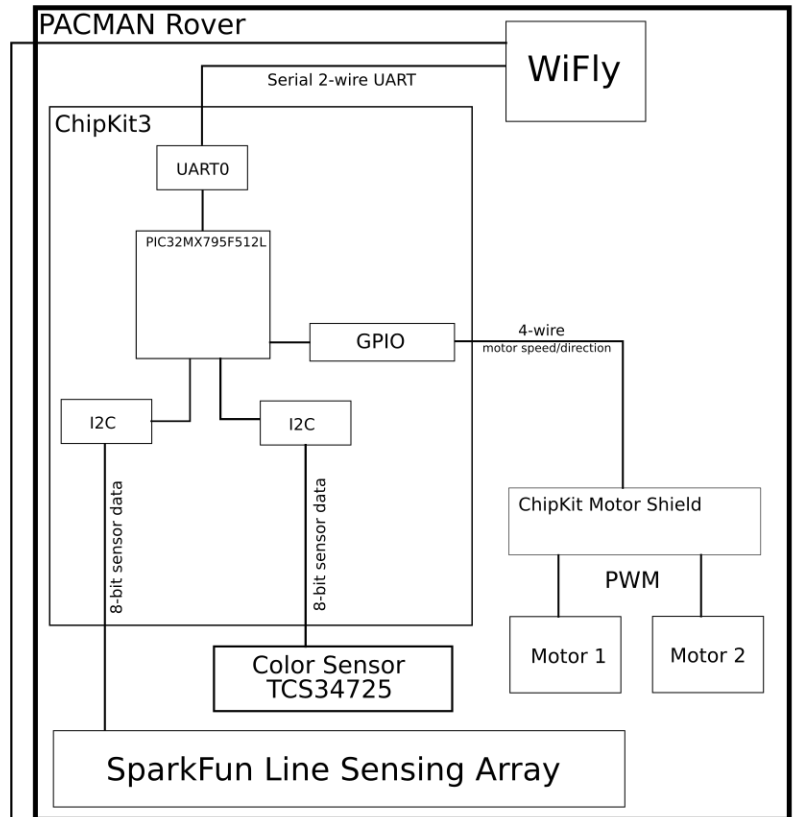 PACMAN Rover
WiFly
Serial 2-wire UART
ChipKit3
UART0
PIC32MX795F512L
GPIO
4-wire
motor speed/direction
I2C
I2C
8-bit sensor data
8-bit sensor data
ChipKit Motor Shield
PWM
Motor 1
Motor 2
Color Sensor
TCS34725
SparkFun Line Sensing Array